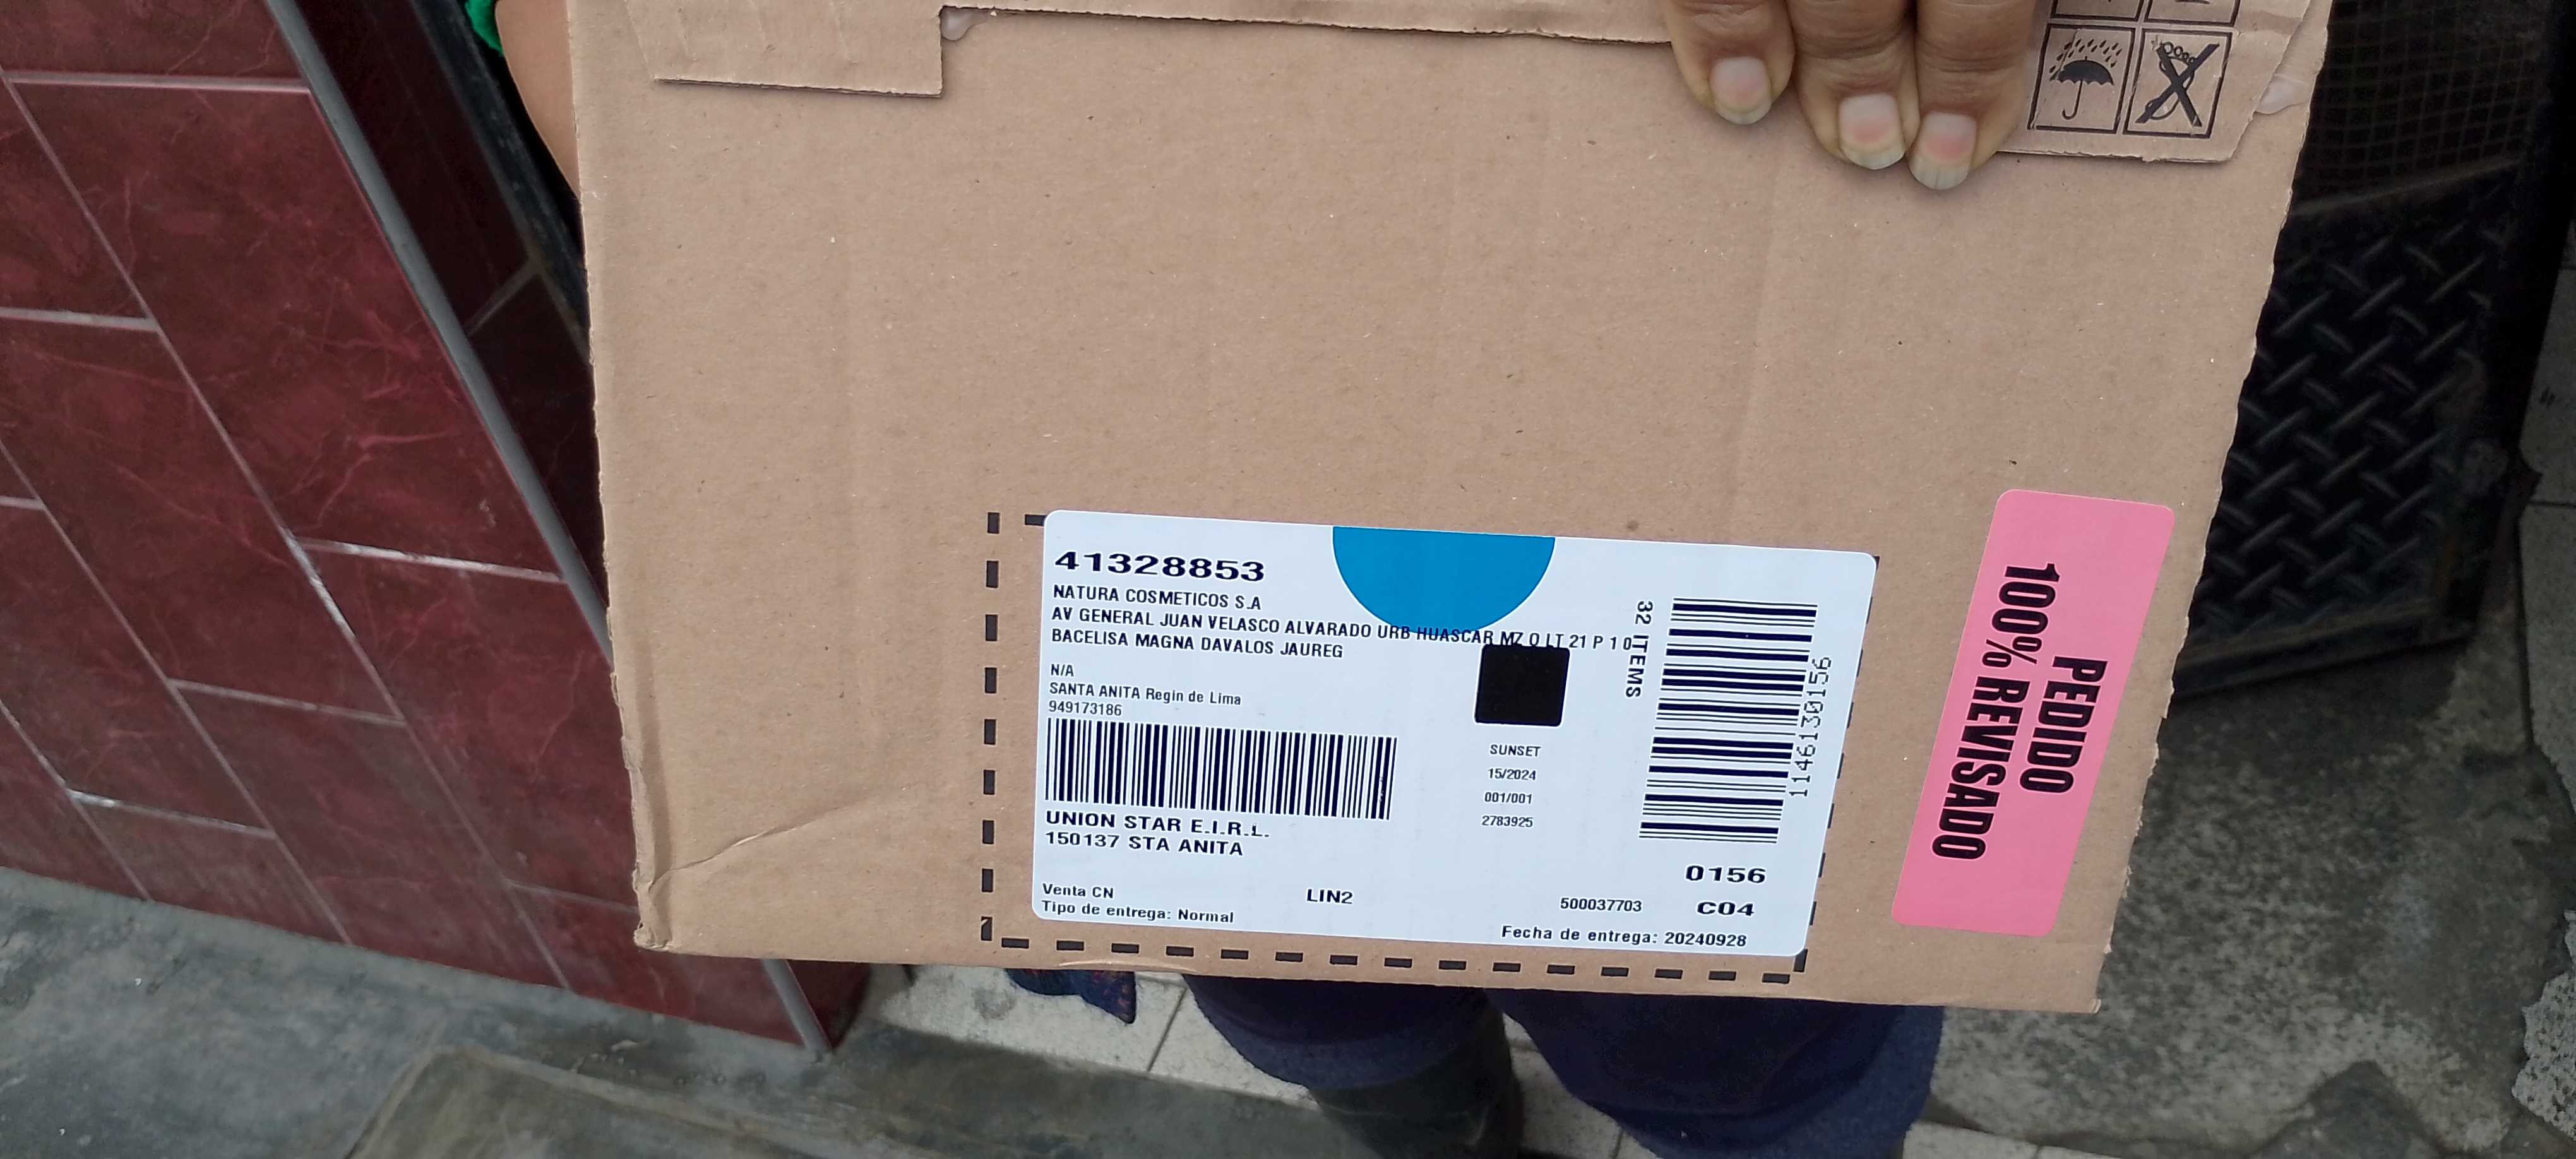 41328853
NATURA COSMETICOS S.A
AV GENERAL JUAN VELASCO ALVARADO URB HUASCAR MZ O LT 21 P 1 0
BACELISA MAGNA DAVALOS JAUREG
N/A
SANTA ANITA Regin de Lima
949173186
UNION STAR E.I.R.L.
150137 STA ANITA
Venta CN
Tipo de entrega: Normal
LIN2
SUNSET
15/2024
001/001
2783925
32 ITEMS
1146130156
0156
500037703
C04
Fecha de entrega: 20240928
PEDIDO
100% REVISADO